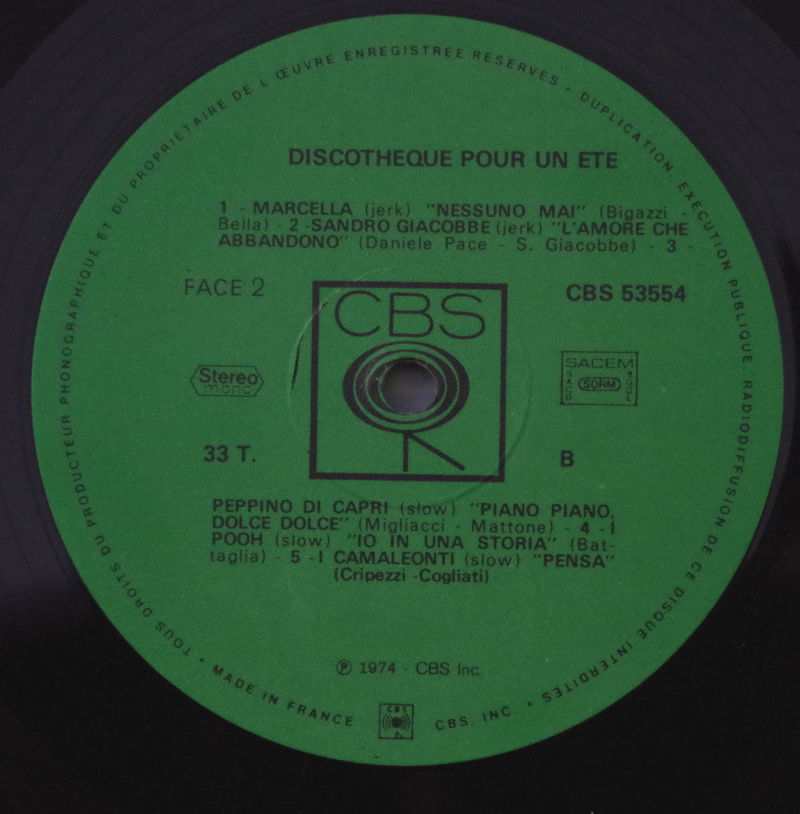 TOUS DROITS DU PRODUCTEUR PHONOGRAPHIQUE ET DU PROPRIETAIRE DE L'ŒUVRE ENREGISTREE RESERVES · DUPLICATION. EXECUTION PUBLIQUE. RADIODIFFUSION DE CE DISQUE INTERDITES
DISCOTHEQUE POUR UN ETE
1 - MARCELLA (jerk) "NESSUNO MAI" (Bigazzi -
Bella) - 2 -SANDRO GIACOBBE (jerk) "L'AMORE CHE
ABBANDONO" (Daniele Pace - S. Giacobbe) - 3 -
FACE 2
CBS 53554
CBS
Stereo
mono
SACEM
SACD
SDRM
SGDL
33 T.
B
PEPPINO DI CAPRI (slow) "PIANO PIANO,
DOLCE DOLCE" (Migliacci - Mattone) - 4 - I
POOH (slow) "IO IN UNA STORIA" (Bat-
taglia) - 5 -I CAMALEONTI (slow) "PENSA"
(Cripezzi -Cogliati)
℗ 1974 - CBS Inc.
MADE IN FRANCE
CBS
CBS. INC